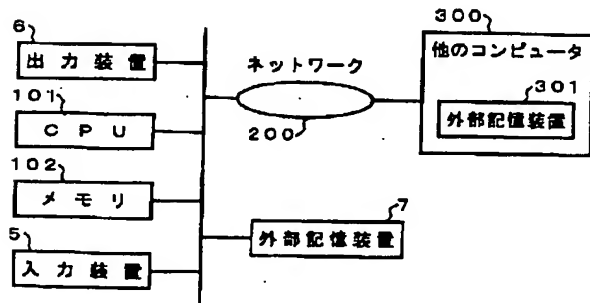 6
出力装置
101
CPU
102
メモリ
5
入力装置
ネットワーク
200
300
他のコンピュータ
301
外部記憶装置
7
外部記憶装置